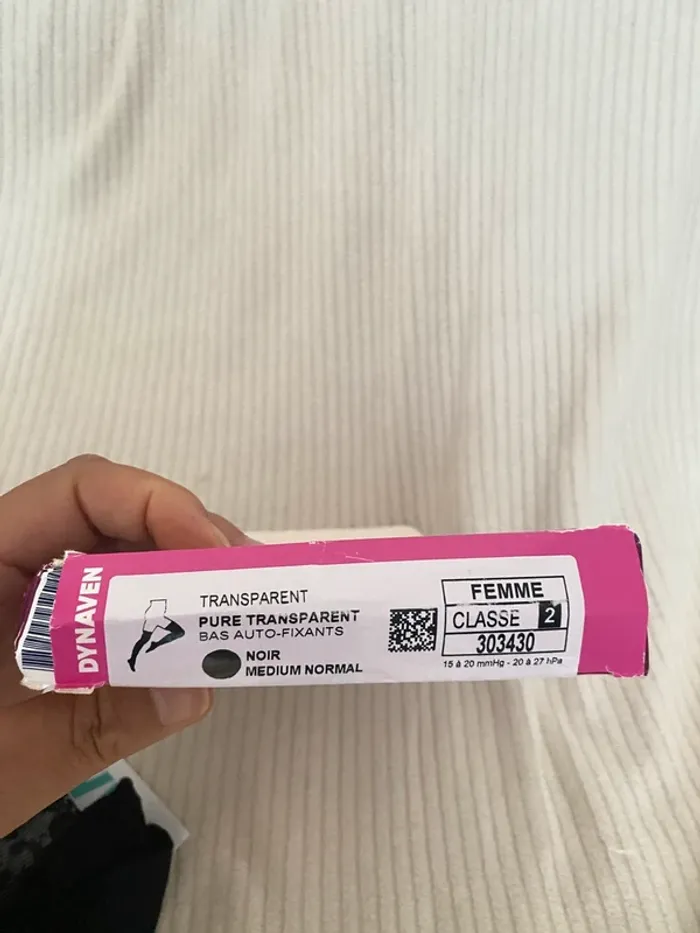 DYNAVEN
TRANSPARENT
PURE TRANSPARENT
BAS AUTO-FIXANTS
NOIR
MEDIUM NORMAL
FEMME
CLASSE 2
303430
15 à 20 mmHg - 20 à 27 hPa